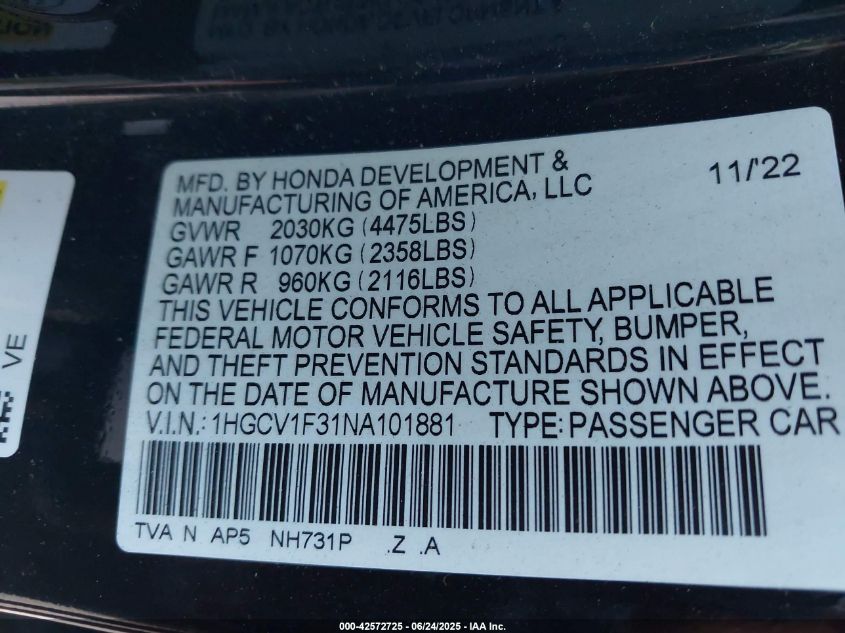 MFD. BY HONDA DEVELOPMENT &
MANUFACTURING OF AMERICA, LLC 11/'22
GVWR 2030KG (4475LBS)
GAWR F 1070KG (2358LBS)
GAWR R 960KG (2116LBS)
THIS VEHICLE CONFORMS TO ALL APPLICABLE
FEDERAL MOTOR VEHICLE SAFETY, BUMPER,
AND THEFT PREVENTION STANDARDS IN EFFECT
ON THE DATE OF MANUFACTURE SHOWN ABOVE.
V.I.N.: 1HGCV1F31NA101881 TYPE: PASSENGER CAR
TVA N AP5 NH731P .Z .A
VE
000-42572725 - 06/24/2025 - IAA Inc.